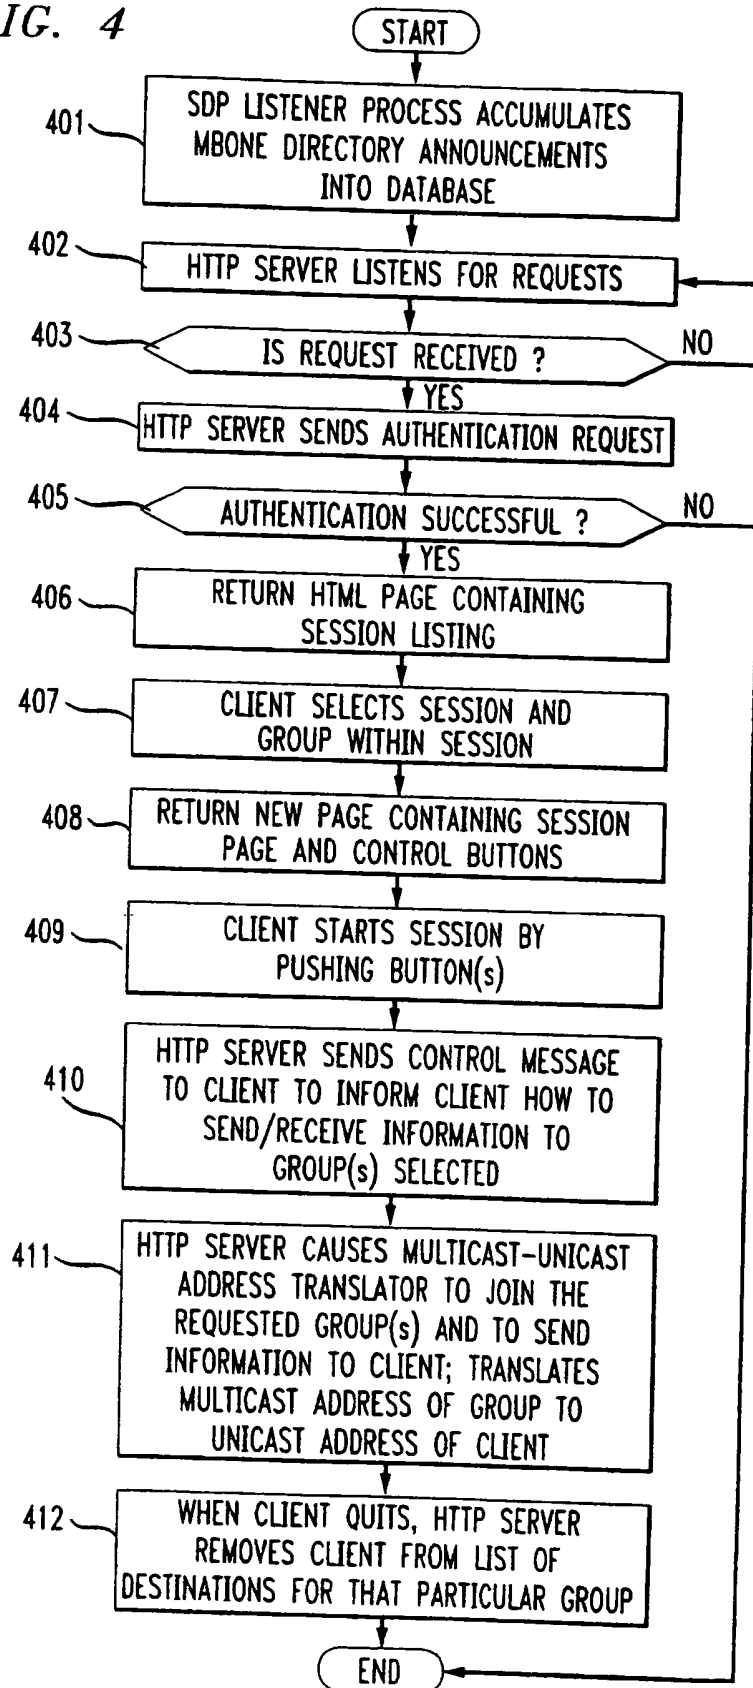 IG. 4
START
401
SDP LISTENER PROCESS ACCUMULATES
MBONE DIRECTORY ANNOUNCEMENTS
INTO DATABASE
402
HTTP SERVER LISTENS FOR REQUESTS
403
IS REQUEST RECEIVED ?
NO
YES
404
HTTP SERVER SENDS AUTHENTICATION REQUEST
405
AUTHENTICATION SUCCESSFUL ?
NO
YES
406
RETURN HTML PAGE CONTAINING
SESSION LISTING
407
CLIENT SELECTS SESSION AND
GROUP WITHIN SESSION
408
RETURN NEW PAGE CONTAINING SESSION
PAGE AND CONTROL BUTTONS
409
CLIENT STARTS SESSION BY
PUSHING BUTTON(s)
410
HTTP SERVER SENDS CONTROL MESSAGE
TO CLIENT TO INFORM CLIENT HOW TO
SEND/RECEIVE INFORMATION TO
GROUP(s) SELECTED
411
HTTP SERVER CAUSES MULTICAST-UNICAST
ADDRESS TRANSLATOR TO JOIN THE
REQUESTED GROUP(s) AND TO SEND
INFORMATION TO CLIENT; TRANSLATES
MULTICAST ADDRESS OF GROUP TO
UNICAST ADDRESS OF CLIENT
412
WHEN CLIENT QUITS, HTTP SERVER
REMOVES CLIENT FROM LIST OF
DESTINATIONS FOR THAT PARTICULAR GROUP
END